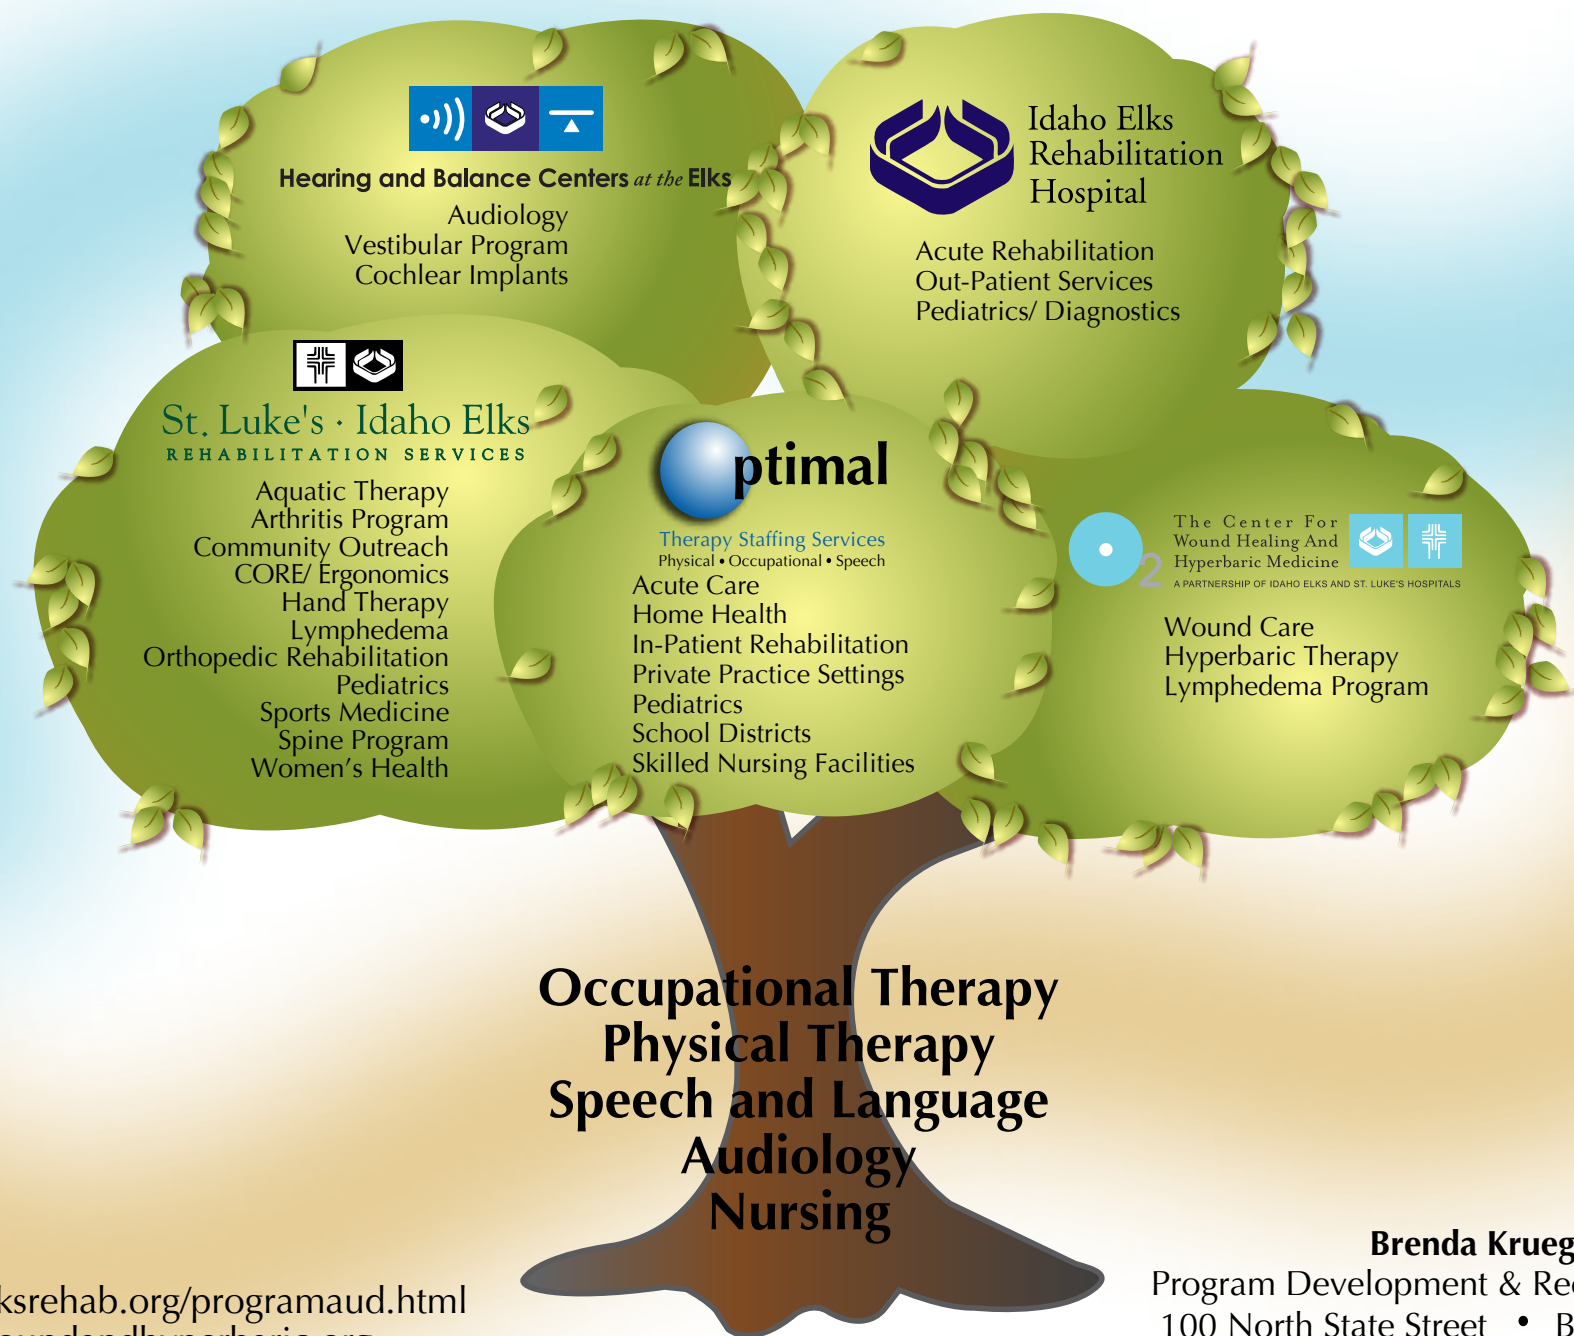 Hearing and Balance Centers at the Elks
Audiology
Vestibular Program
Cochlear Implants
Idaho Elks
Rehabilitation
Hospital
Acute Rehabilitation
Out-Patient Services
Pediatrics/ Diagnostics
St. Luke's · Idaho Elks
REHABILITATION SERVICES
Aquatic Therapy
Arthritis Program
Community Outreach
CORE/ Ergonomics
Hand Therapy
Lymphedema
Orthopedic Rehabilitation
Pediatrics
Sports Medicine
Spine Program
Women's Health
ptimal
Therapy Staffing Services
Physical • Occupational • Speech
Acute Care
Home Health
In-Patient Rehabilitation
Private Practice Settings
Pediatrics
School Districts
Skilled Nursing Facilities
O2
The Center For
Wound Healing And
Hyperbaric Medicine
A PARTNERSHIP OF IDAHO ELKS AND ST. LUKE'S HOSPITALS
Wound Care
Hyperbaric Therapy
Lymphedema Program
Occupational Therapy
Physical Therapy
Speech and Language
Audiology
Nursing
ksrehab.org/programaud.html
Brenda Krueg
Program Development & Re
100 North State Street • B